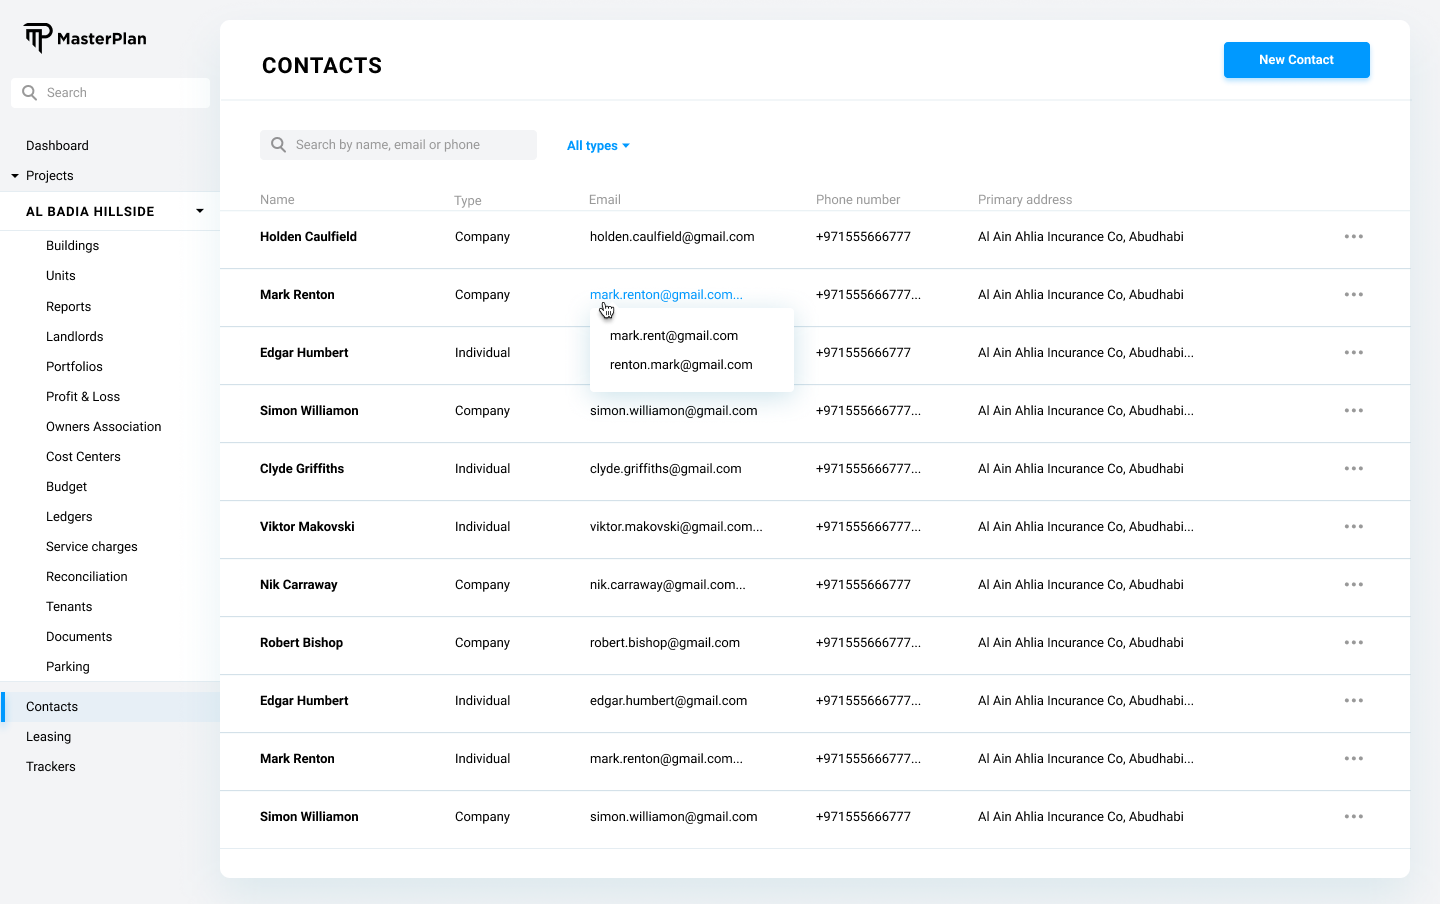 MasterPlan
Search
Dashboard
Projects
AL BADIA HILLSIDE
Buildings
Units
Reports
Landlords
Portfolios
Profit & Loss
Owners Association
Cost Centers
Budget
Ledgers
Service charges
Reconciliation
Tenants
Documents
Parking
Contacts
Leasing
Trackers
CONTACTS
New Contact
Search by name, email or phone
All types
Name Type Email Phone number Primary address
Holden Caulfield Company holden.caulfield@gmail.com +971555666777 Al Ain Ahlia Incurance Co, Abudhabi
Mark Renton Company mark.renton@gmail.com... +971555666777... Al Ain Ahlia Incurance Co, Abudhabi
mark.rent@gmail.com
renton.mark@gmail.com
Edgar Humbert Individual +971555666777 Al Ain Ahlia Incurance Co, Abudhabi...
Simon Williamon Company simon.williamon@gmail.com +971555666777... Al Ain Ahlia Incurance Co, Abudhabi...
Clyde Griffiths Individual clyde.griffiths@gmail.com +971555666777... Al Ain Ahlia Incurance Co, Abudhabi
Viktor Makovski Individual viktor.makovski@gmail.com... +971555666777... Al Ain Ahlia Incurance Co, Abudhabi...
Nik Carraway Company nik.carraway@gmail.com... +971555666777 Al Ain Ahlia Incurance Co, Abudhabi
Robert Bishop Company robert.bishop@gmail.com +971555666777... Al Ain Ahlia Incurance Co, Abudhabi
Edgar Humbert Individual edgar.humbert@gmail.com +971555666777... Al Ain Ahlia Incurance Co, Abudhabi...
Mark Renton Individual mark.renton@gmail.com... +971555666777... Al Ain Ahlia Incurance Co, Abudhabi...
Simon Williamon Company simon.williamon@gmail.com +971555666777 Al Ain Ahlia Incurance Co, Abudhabi